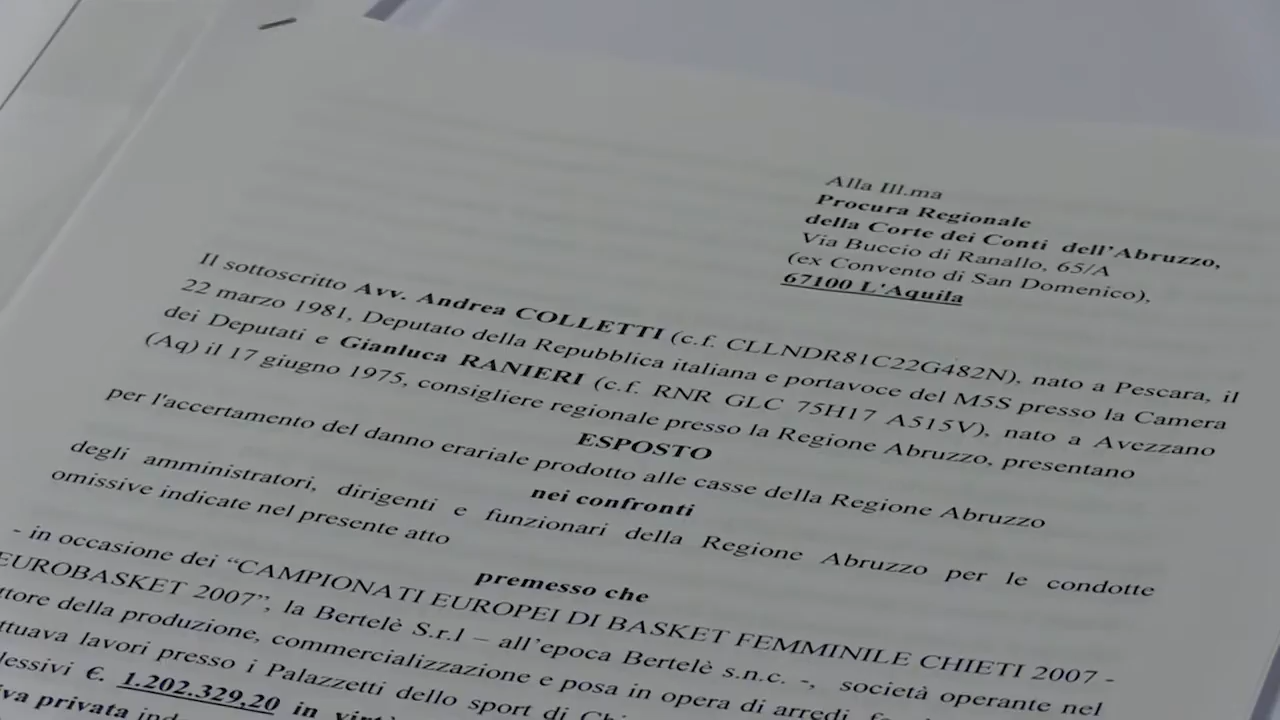 Alla Ill.ma
Procura Regionale
della Corte dei Conti dell'Abruzzo,
Via Buccio di Ranallo, 65/A
(ex Convento di San Domenico),
67100 L'Aquila
Il sottoscritto Avv. Andrea COLLETTI (c.f. CLLNDR81C22G482N), nato a Pescara, il
22 marzo 1981, Deputato della Repubblica italiana e portavoce del M5S presso la Camera
dei Deputati e Gianluca RANIERI (c.f. RNR GLC 75H17 A515V), nato a Avezzano
(Aq) il 17 giugno 1975, consigliere regionale presso la Regione Abruzzo, presentano
ESPOSTO
per l'accertamento del danno erariale prodotto alle casse della Regione Abruzzo
nei confronti
degli amministratori, dirigenti e funzionari della Regione Abruzzo per le condotte
omissive indicate nel presente atto
premesso che
- in occasione dei “CAMPIONATI EUROPEI DI BASKET FEMMINILE CHIETI 2007 -
EUROBASKET 2007”, la Bertelè S.r.l – all'epoca Bertelè s.n.c. -, società operante nel
ttore della produzione, commercializzazione e posa in opera di arredi,
ttuava lavori presso i Palazzetti dello sport di
lessivi €. 1.202.329,20 in
va privata